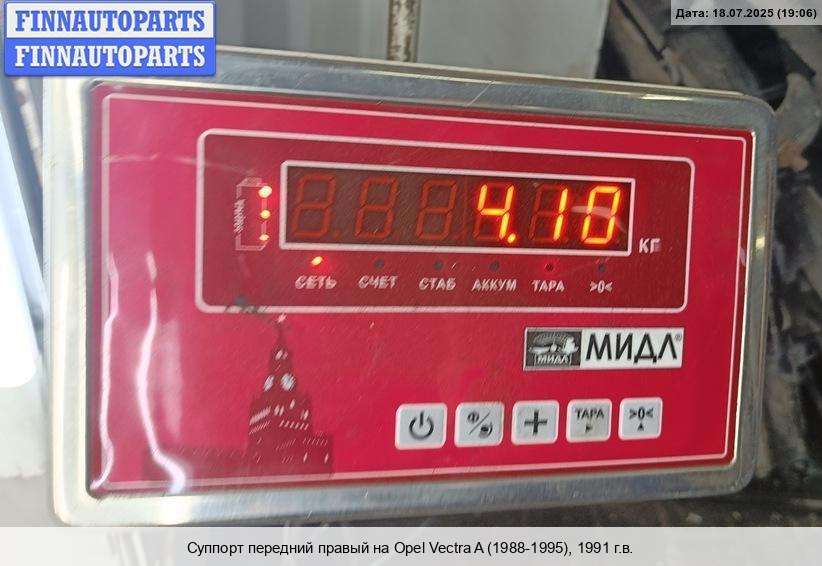 FINNAUTOPARTS
FINNAUTOPARTS
Дата: 18.07.2025 (19:06)
4.10
КГ
СЕТЬ СЧЕТ СТАБ АККУМ ТАРА >0<
МИДЛ МИДЛ®
ТАРА >0<
Суппорт передний правый на Opel Vectra A (1988-1995), 1991 г.в.